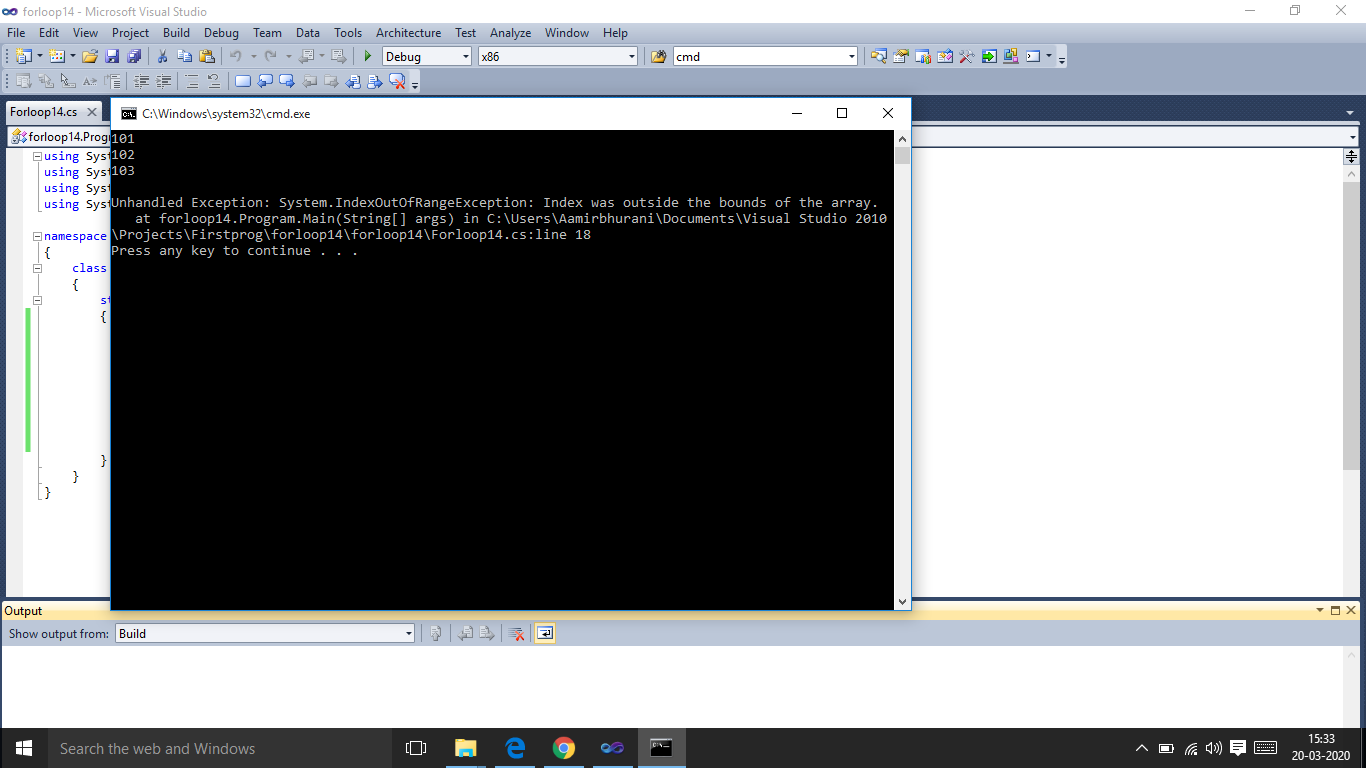 forloop14 - Microsoft Visual Studio
File Edit View Project Build Debug Team Data Tools Architecture Test Analyze Window Help
Debug x86 cmd
Forloop14.cs
C:\Windows\system32\cmd.exe
forloop14.Progr
101
102
103
Unhandled Exception: System.IndexOutOfRangeException: Index was outside the bounds of the array.
at forloop14.Program.Main(String[] args) in C:\Users\Aamirbhurani\Documents\Visual Studio 2010
\Projects\Firstprog\forloop14\forloop14\Forloop14.cs:line 18
Press any key to continue . . .
using Syst
using Syst
using Syst
using Syst
namespace
{
class
{
st
{
}
}
}
Output
Show output from: Build
Search the web and Windows
15:33
20-03-2020